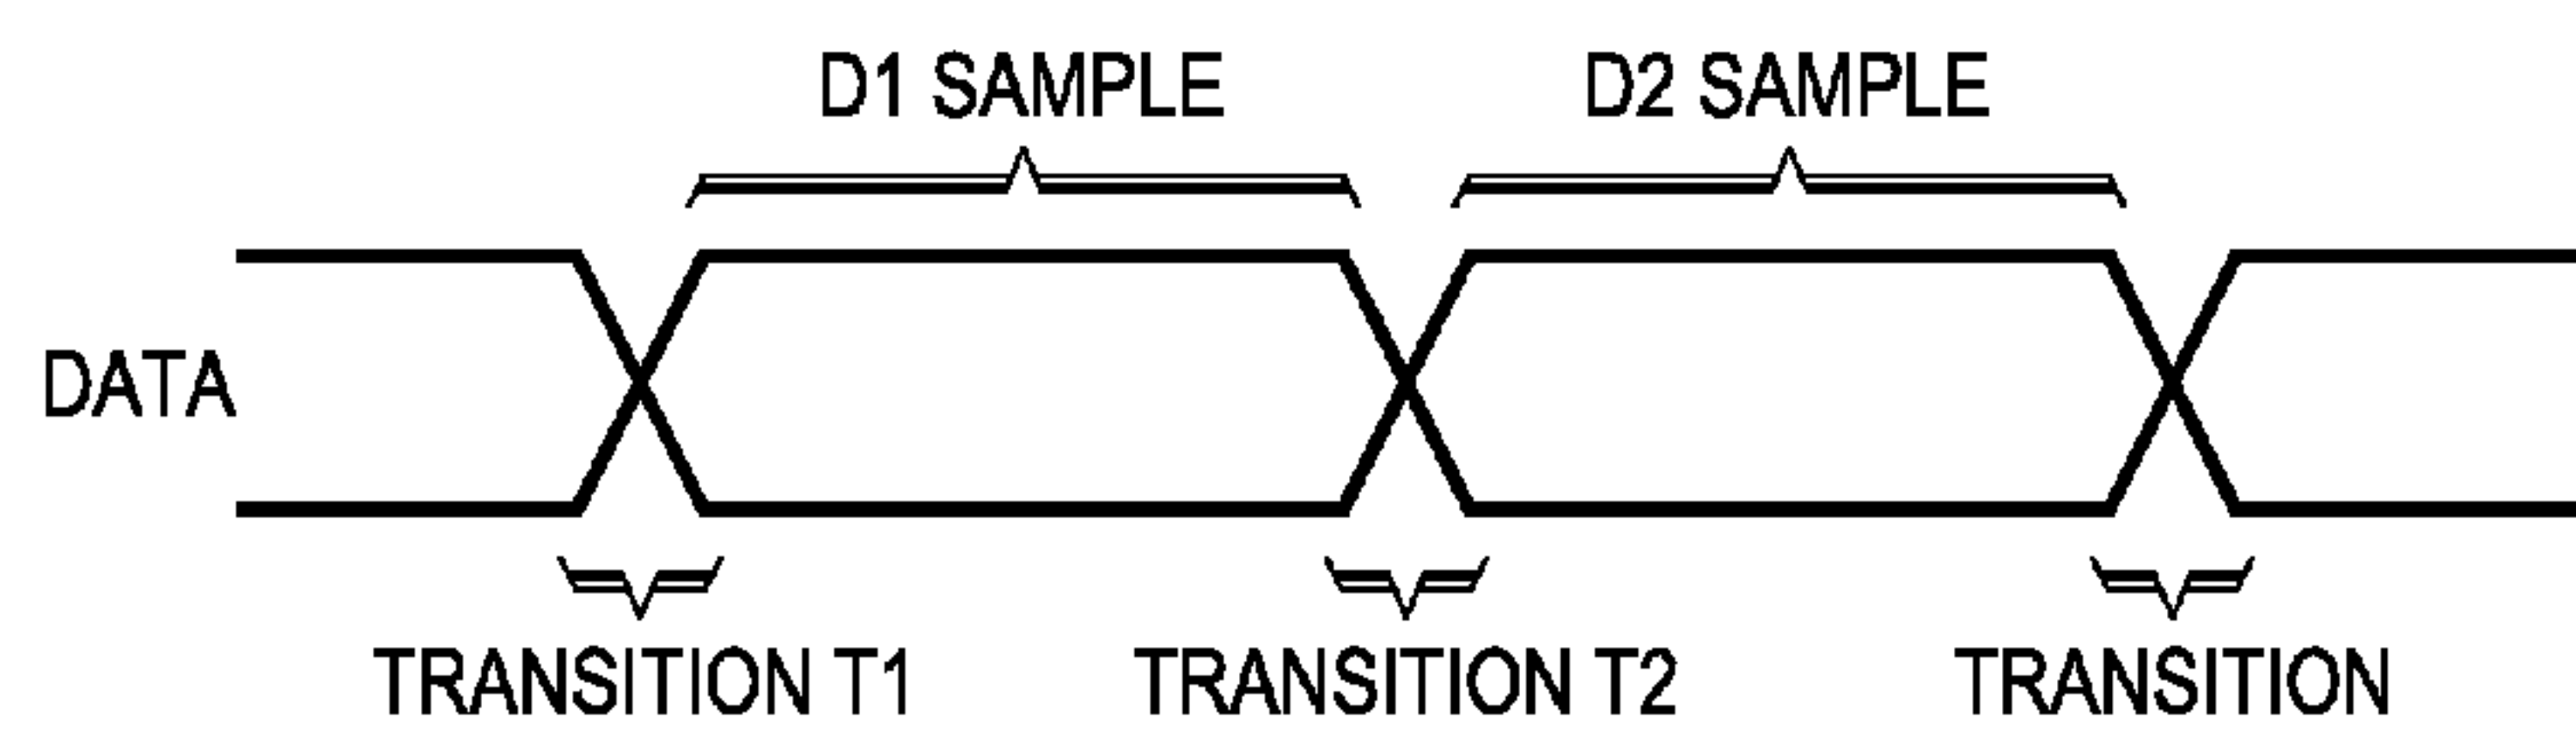 D1 SAMPLE D2 SAMPLE
DATA
TRANSITION T1 TRANSITION T2 TRANSITION